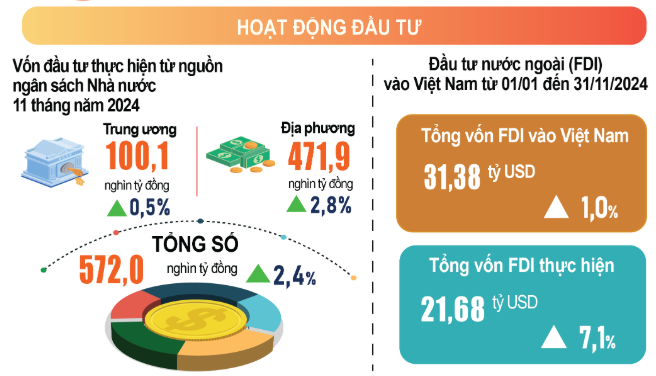 HOẠT ĐỘNG ĐẦU TƯ
Vốn đầu tư thực hiện từ nguồn
ngân sách Nhà nước
11 tháng năm 2024
Trung ương
100,1
nghìn tỷ đồng
0,5%
Địa phương
471,9
nghìn tỷ đồng
2,8%
TỔNG SỐ
572,0
nghìn tỷ đồng
2,4%
Đầu tư nước ngoài (FDI)
vào Việt Nam từ 01/01 đến 31/11/2024
Tổng vốn FDI vào Việt Nam
31,38 tỷ USD
1,0%
Tổng vốn FDI thực hiện
21,68 tỷ USD
7,1%